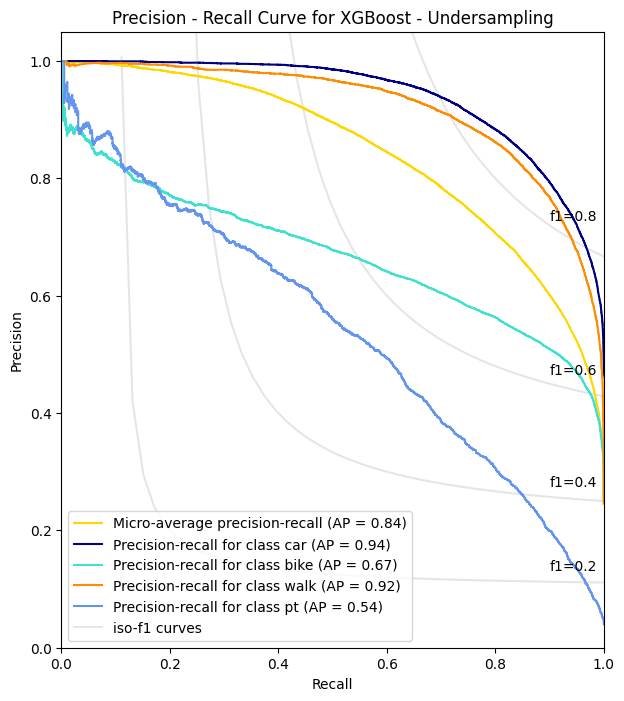 Precision - Recall Curve for XGBoost - Undersampling
Precision
1.0
0.8
0.6
0.4
0.2
0.0
f1=0.8
f1=0.6
f1=0.4
f1=0.2
Micro-average precision-recall (AP = 0.84)
Precision-recall for class car (AP = 0.94)
Precision-recall for class bike (AP = 0.67)
Precision-recall for class walk (AP = 0.92)
Precision-recall for class pt (AP = 0.54)
iso-f1 curves
0.0 0.2 0.4 0.6 0.8 1.0
Recall